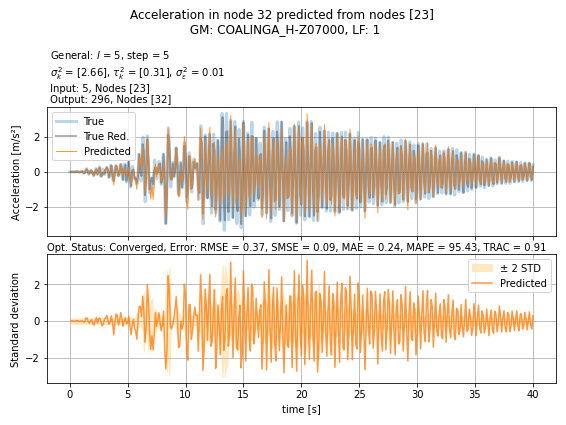 Acceleration in node 32 predicted from nodes [23]
GM: COALINGA_H-Z07000, LF: 1
General: l = 5, step = 5
σ²ₖ = [2.66], τ²ₖ = [0.31], σ²ε = 0.01
Input: 5, Nodes [23]
Output: 296, Nodes [32]
True
True Red.
Predicted
Acceleration [m/s²]
2
0
−2
Opt. Status: Converged, Error: RMSE = 0.37, SMSE = 0.09, MAE = 0.24, MAPE = 95.43, TRAC = 0.91
± 2 STD
Predicted
Standard deviation
2
0
−2
0 5 10 15 20 25 30 35 40
time [s]